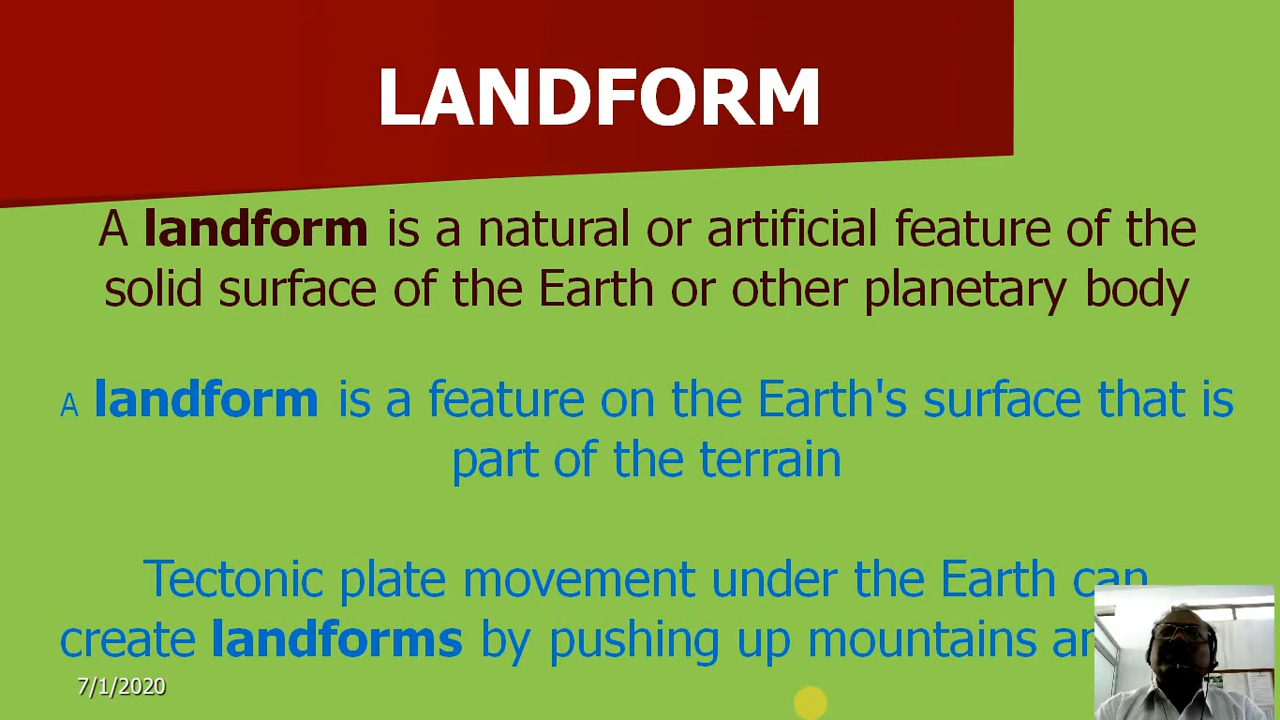 LANDFORM
A landform is a natural or artificial feature of the
solid surface of the Earth or other planetary body
A landform is a feature on the Earth's surface that is
part of the terrain
Tectonic plate movement under the Earth can
create landforms by pushing up mountains
7/1/2020